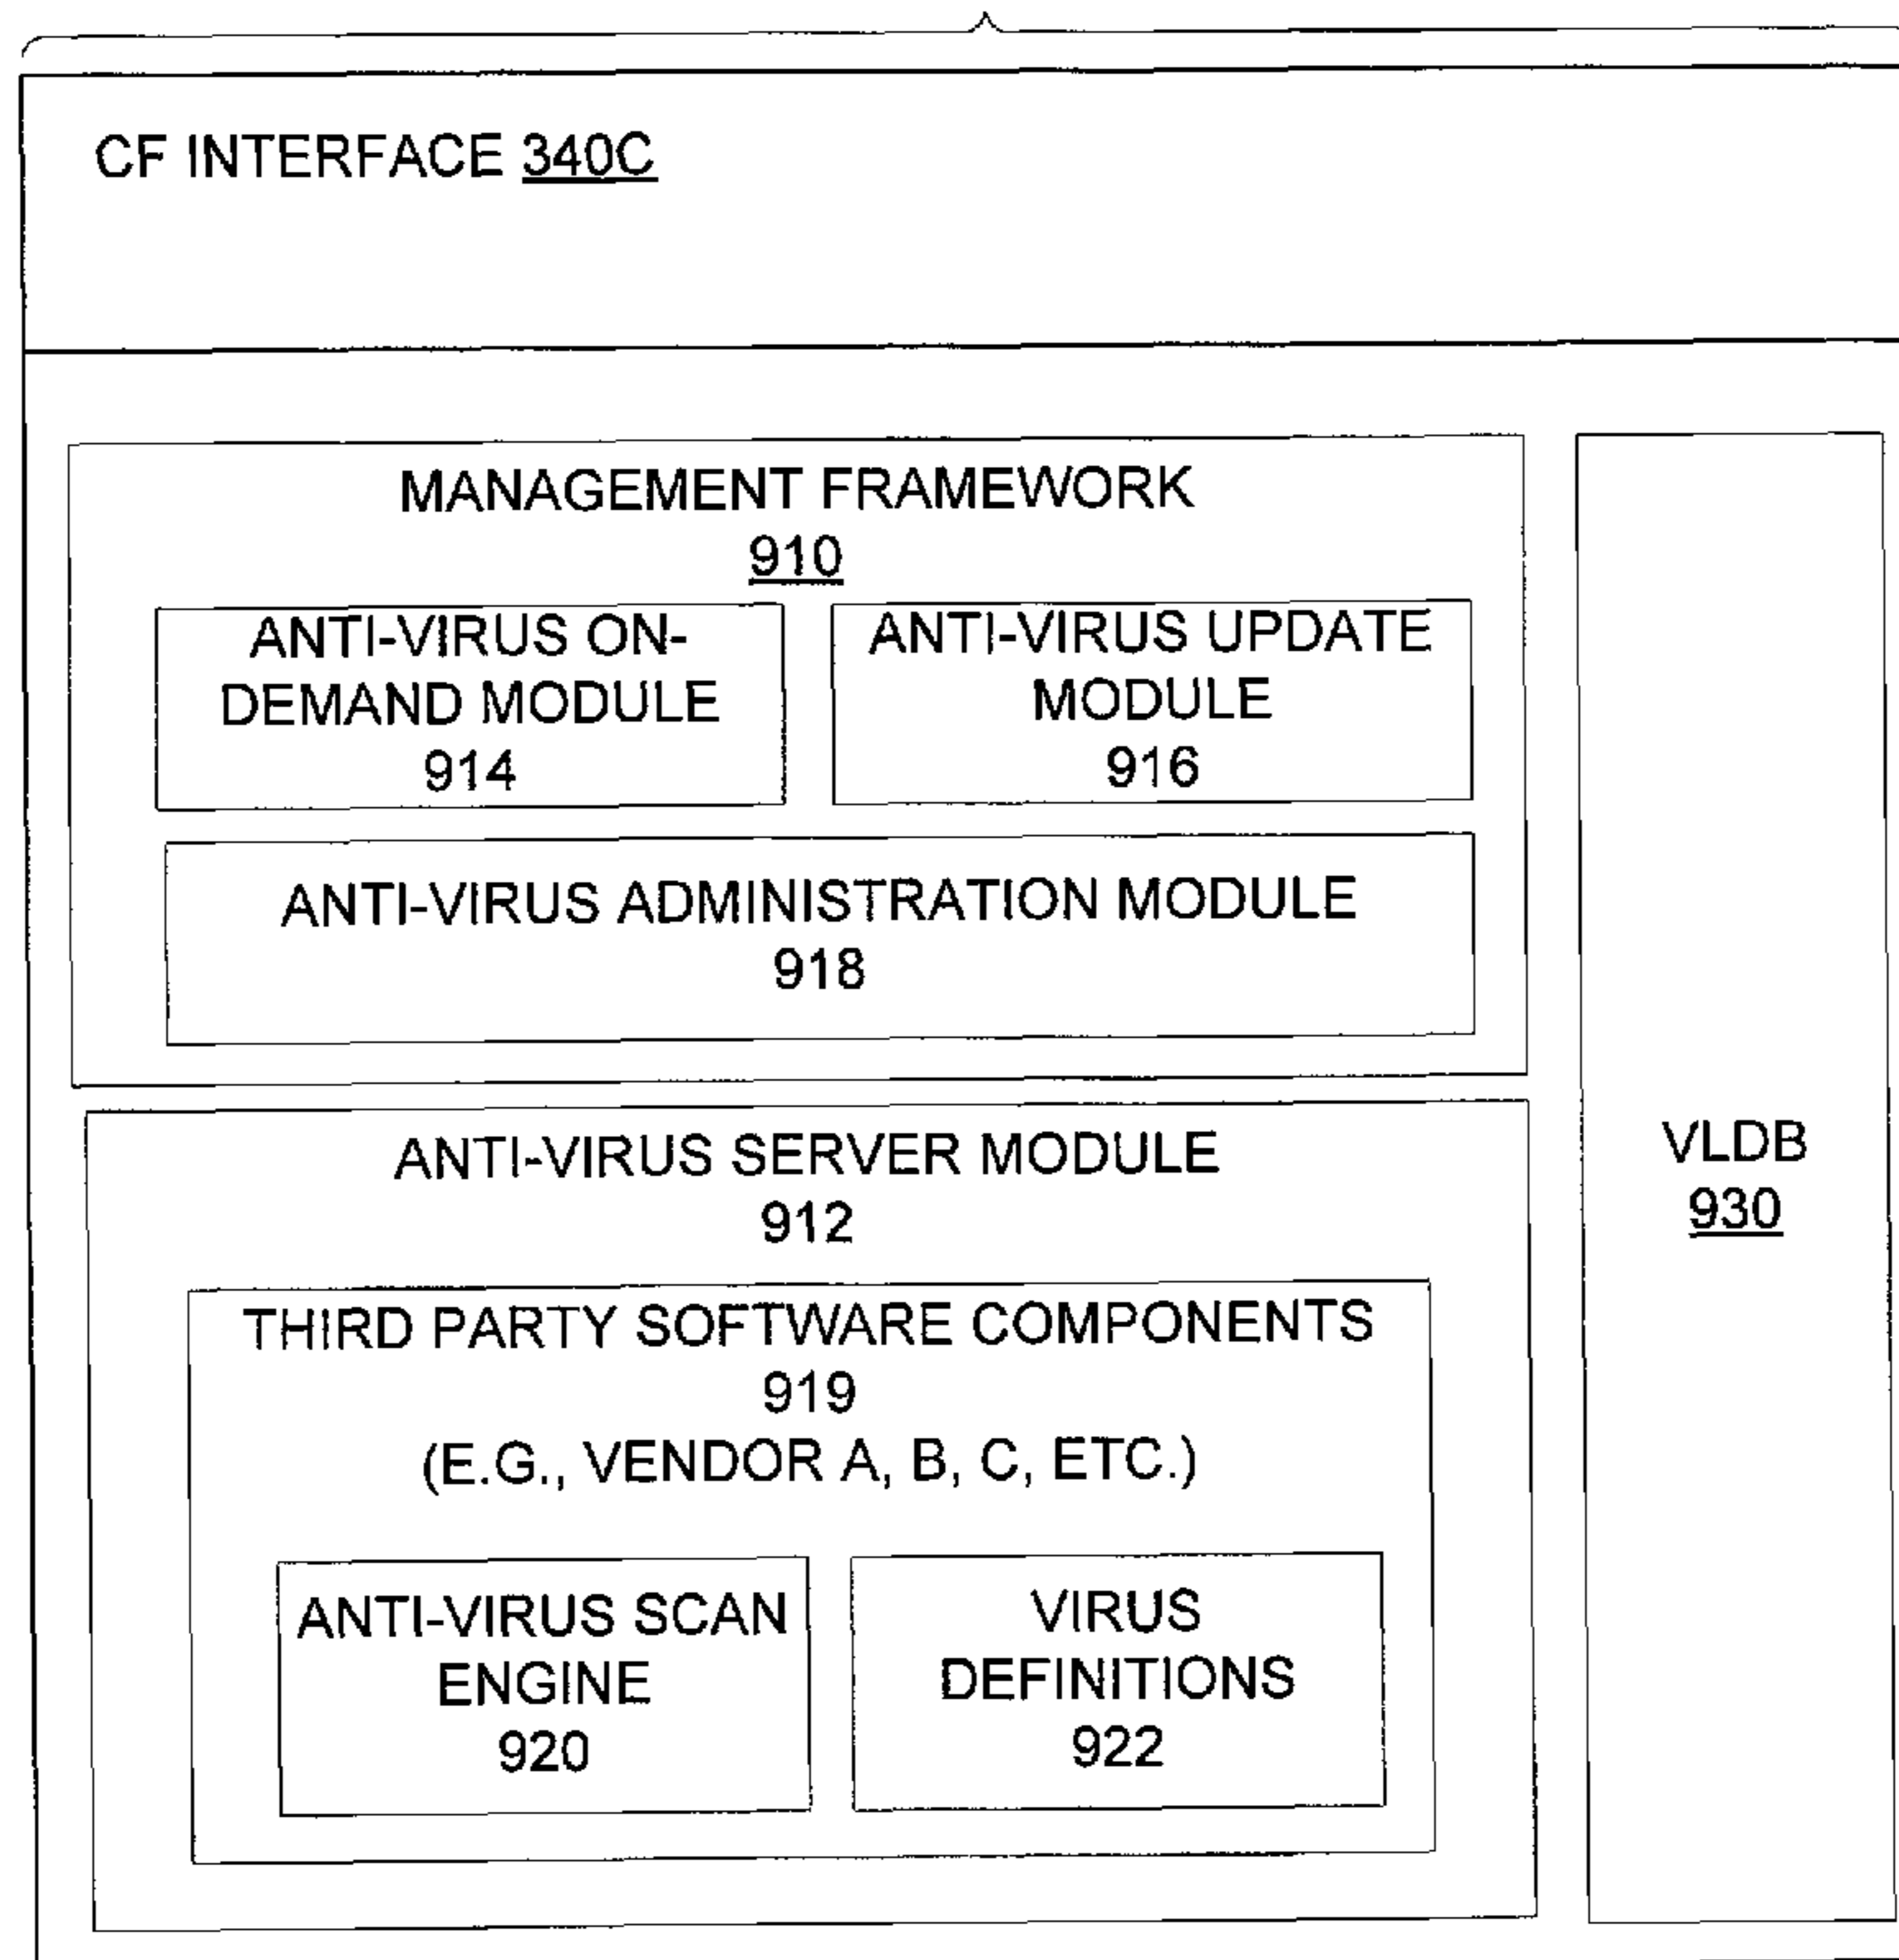 CF INTERFACE 340C
MANAGEMENT FRAMEWORK
910
ANTI-VIRUS ON-
DEMAND MODULE
914
ANTI-VIRUS UPDATE
MODULE
916
ANTI-VIRUS ADMINISTRATION MODULE
918
ANTI-VIRUS SERVER MODULE
912
THIRD PARTY SOFTWARE COMPONENTS
919
(E.G., VENDOR A, B, C, ETC.)
ANTI-VIRUS SCAN
ENGINE
920
VIRUS
DEFINITIONS
922
VLDB
930